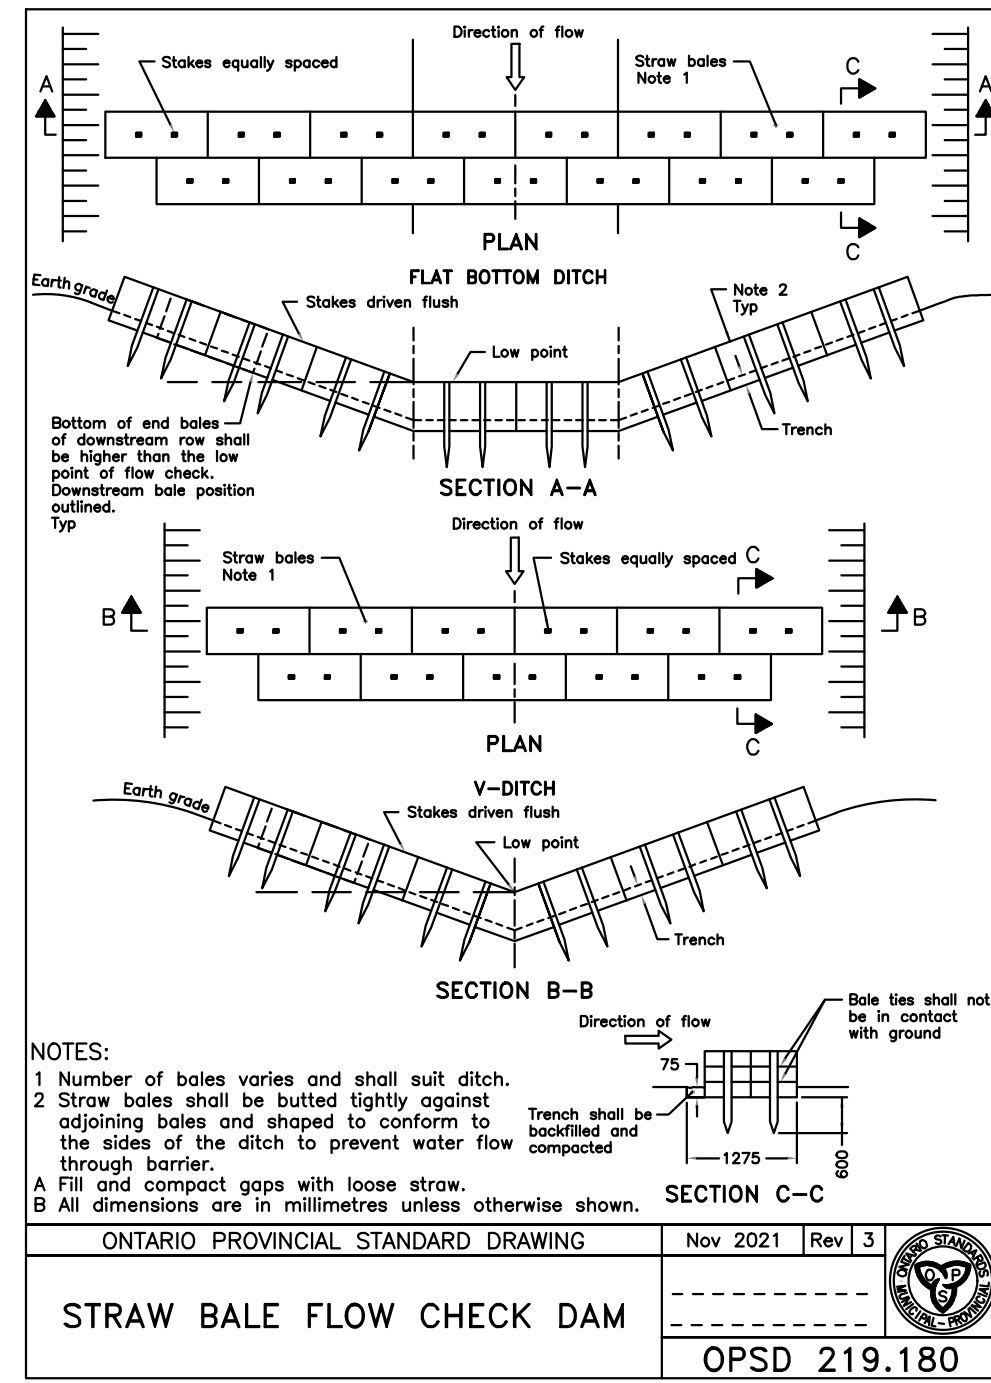 Direction of flow
Stakes equally spaced
Straw bales
Note 1
C
A
A
C
PLAN
FLAT BOTTOM DITCH
Earth grade
Stakes driven flush
Note 2
Typ
Low point
Trench
Bottom of end bales
of downstream row shall
be higher than the low
point of flow check.
Downstream bale position
outlined.
Typ
SECTION A-A
Direction of flow
Straw bales
Note 1
Stakes equally spaced
C
B
B
C
PLAN
V-DITCH
Earth grade
Stakes driven flush
Low point
Trench
SECTION B-B
Direction of flow
Bale ties shall not
be in contact
with ground
75
Trench shall be
backfilled and
compacted
1275
600
SECTION C-C
NOTES:
1 Number of bales varies and shall suit ditch.
2 Straw bales shall be butted tightly against
adjoining bales and shaped to conform to
the sides of the ditch to prevent water flow
through barrier.
A Fill and compact gaps with loose straw.
B All dimensions are in millimetres unless otherwise shown.
ONTARIO PROVINCIAL STANDARD DRAWING
Nov 2021
Rev
3
STRAW BALE FLOW CHECK DAM
OPSD 219.180
ONTARIO STANDARDS
MUNICIPAL-PROVINCIAL
O P
S